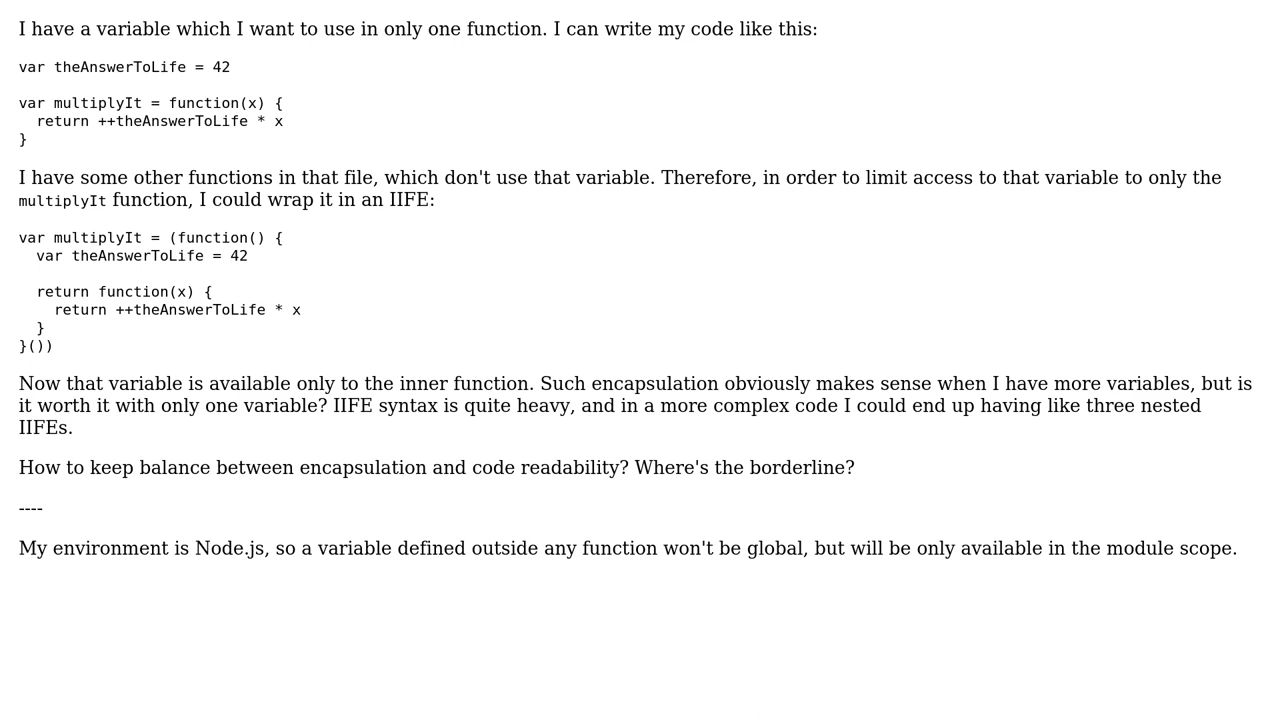 I have a variable which I want to use in only one function. I can write my code like this:
var theAnswerToLife = 42
var multiplyIt = function(x) {
  return ++theAnswerToLife * x
}
I have some other functions in that file, which don't use that variable. Therefore, in order to limit access to that variable to only the
multiplyIt function, I could wrap it in an IIFE:
var multiplyIt = (function() {
  var theAnswerToLife = 42
  return function(x) {
    return ++theAnswerToLife * x
  }
}())
Now that variable is available only to the inner function. Such encapsulation obviously makes sense when I have more variables, but is
it worth it with only one variable? IIFE syntax is quite heavy, and in a more complex code I could end up having like three nested
IIFEs.
How to keep balance between encapsulation and code readability? Where's the borderline?
----
My environment is Node.js, so a variable defined outside any function won't be global, but will be only available in the module scope.